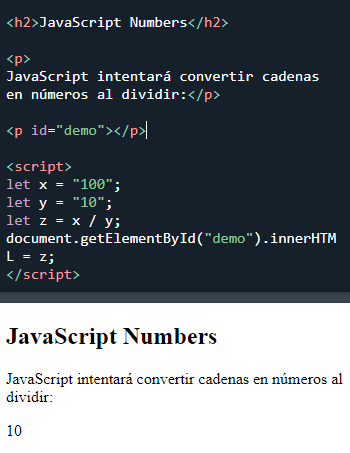 <h2>JavaScript Numbers</h2>
<p>
JavaScript intentará convertir cadenas
en números al dividir:</p>
<p id="demo"></p>
<script>
let x = "100";
let y = "10";
let z = x / y;
document.getElementById("demo").innerHTM
L = z;
</script>
JavaScript Numbers
JavaScript intentará convertir cadenas en números al
dividir:
10